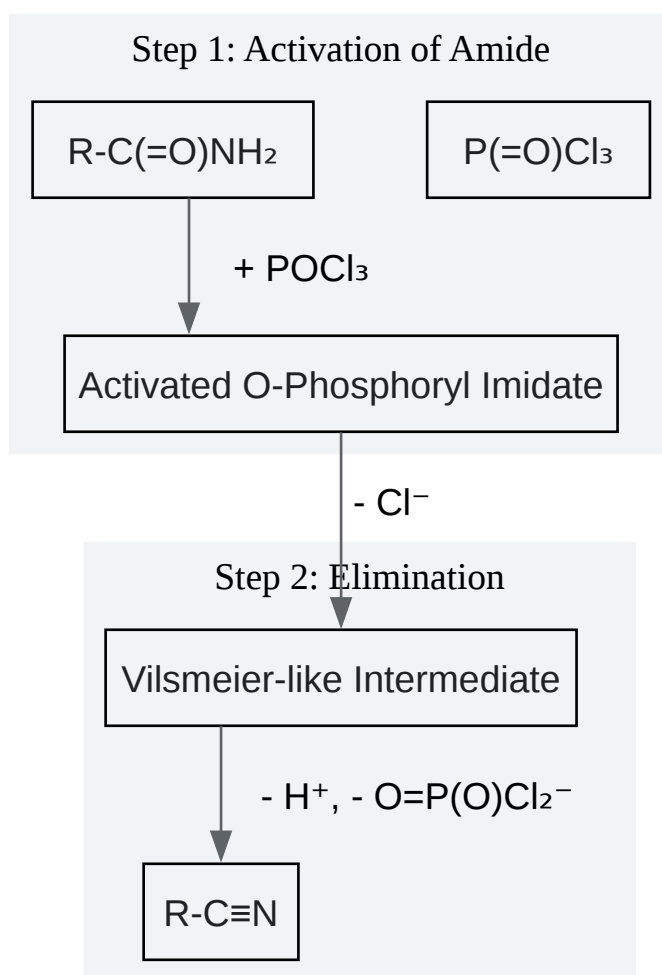 Step 1: Activation of Amide
R-C(=O)NH₂
P(=O)Cl₃
+ POCl₃
Activated O-Phosphoryl Imidate
- Cl⁻
Step 2: Elimination
Vilsmeier-like Intermediate
- H⁺, - O=P(O)Cl₂⁻
R-C≡N